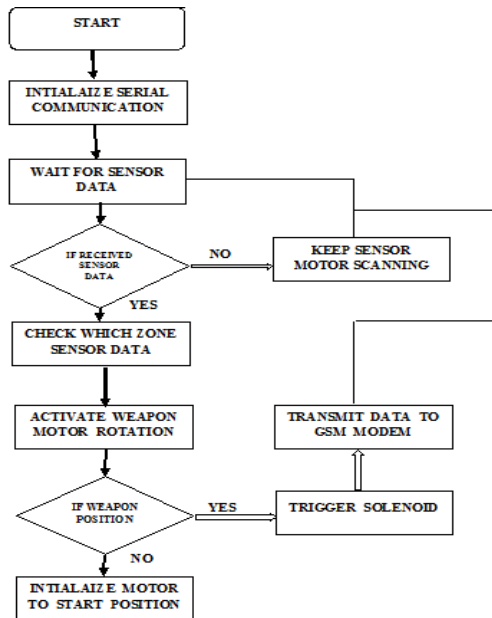 START
INTIALAIZE SERIAL
COMMUNICATION
WAIT FOR SENSOR
DATA
IF RECEIVED
SENSOR
DATA
NO
KEEP SENSOR
MOTOR SCANNING
YES
CHECK WHICH ZONE
SENSOR DATA
ACTIVATE WEAPON
MOTOR ROTATION
TRANSMIT DATA TO
GSM MODEM
IF WEAPON
POSITION
YES
TRIGGER SOLENOID
NO
INTIALAIZE MOTOR
TO START POSITION